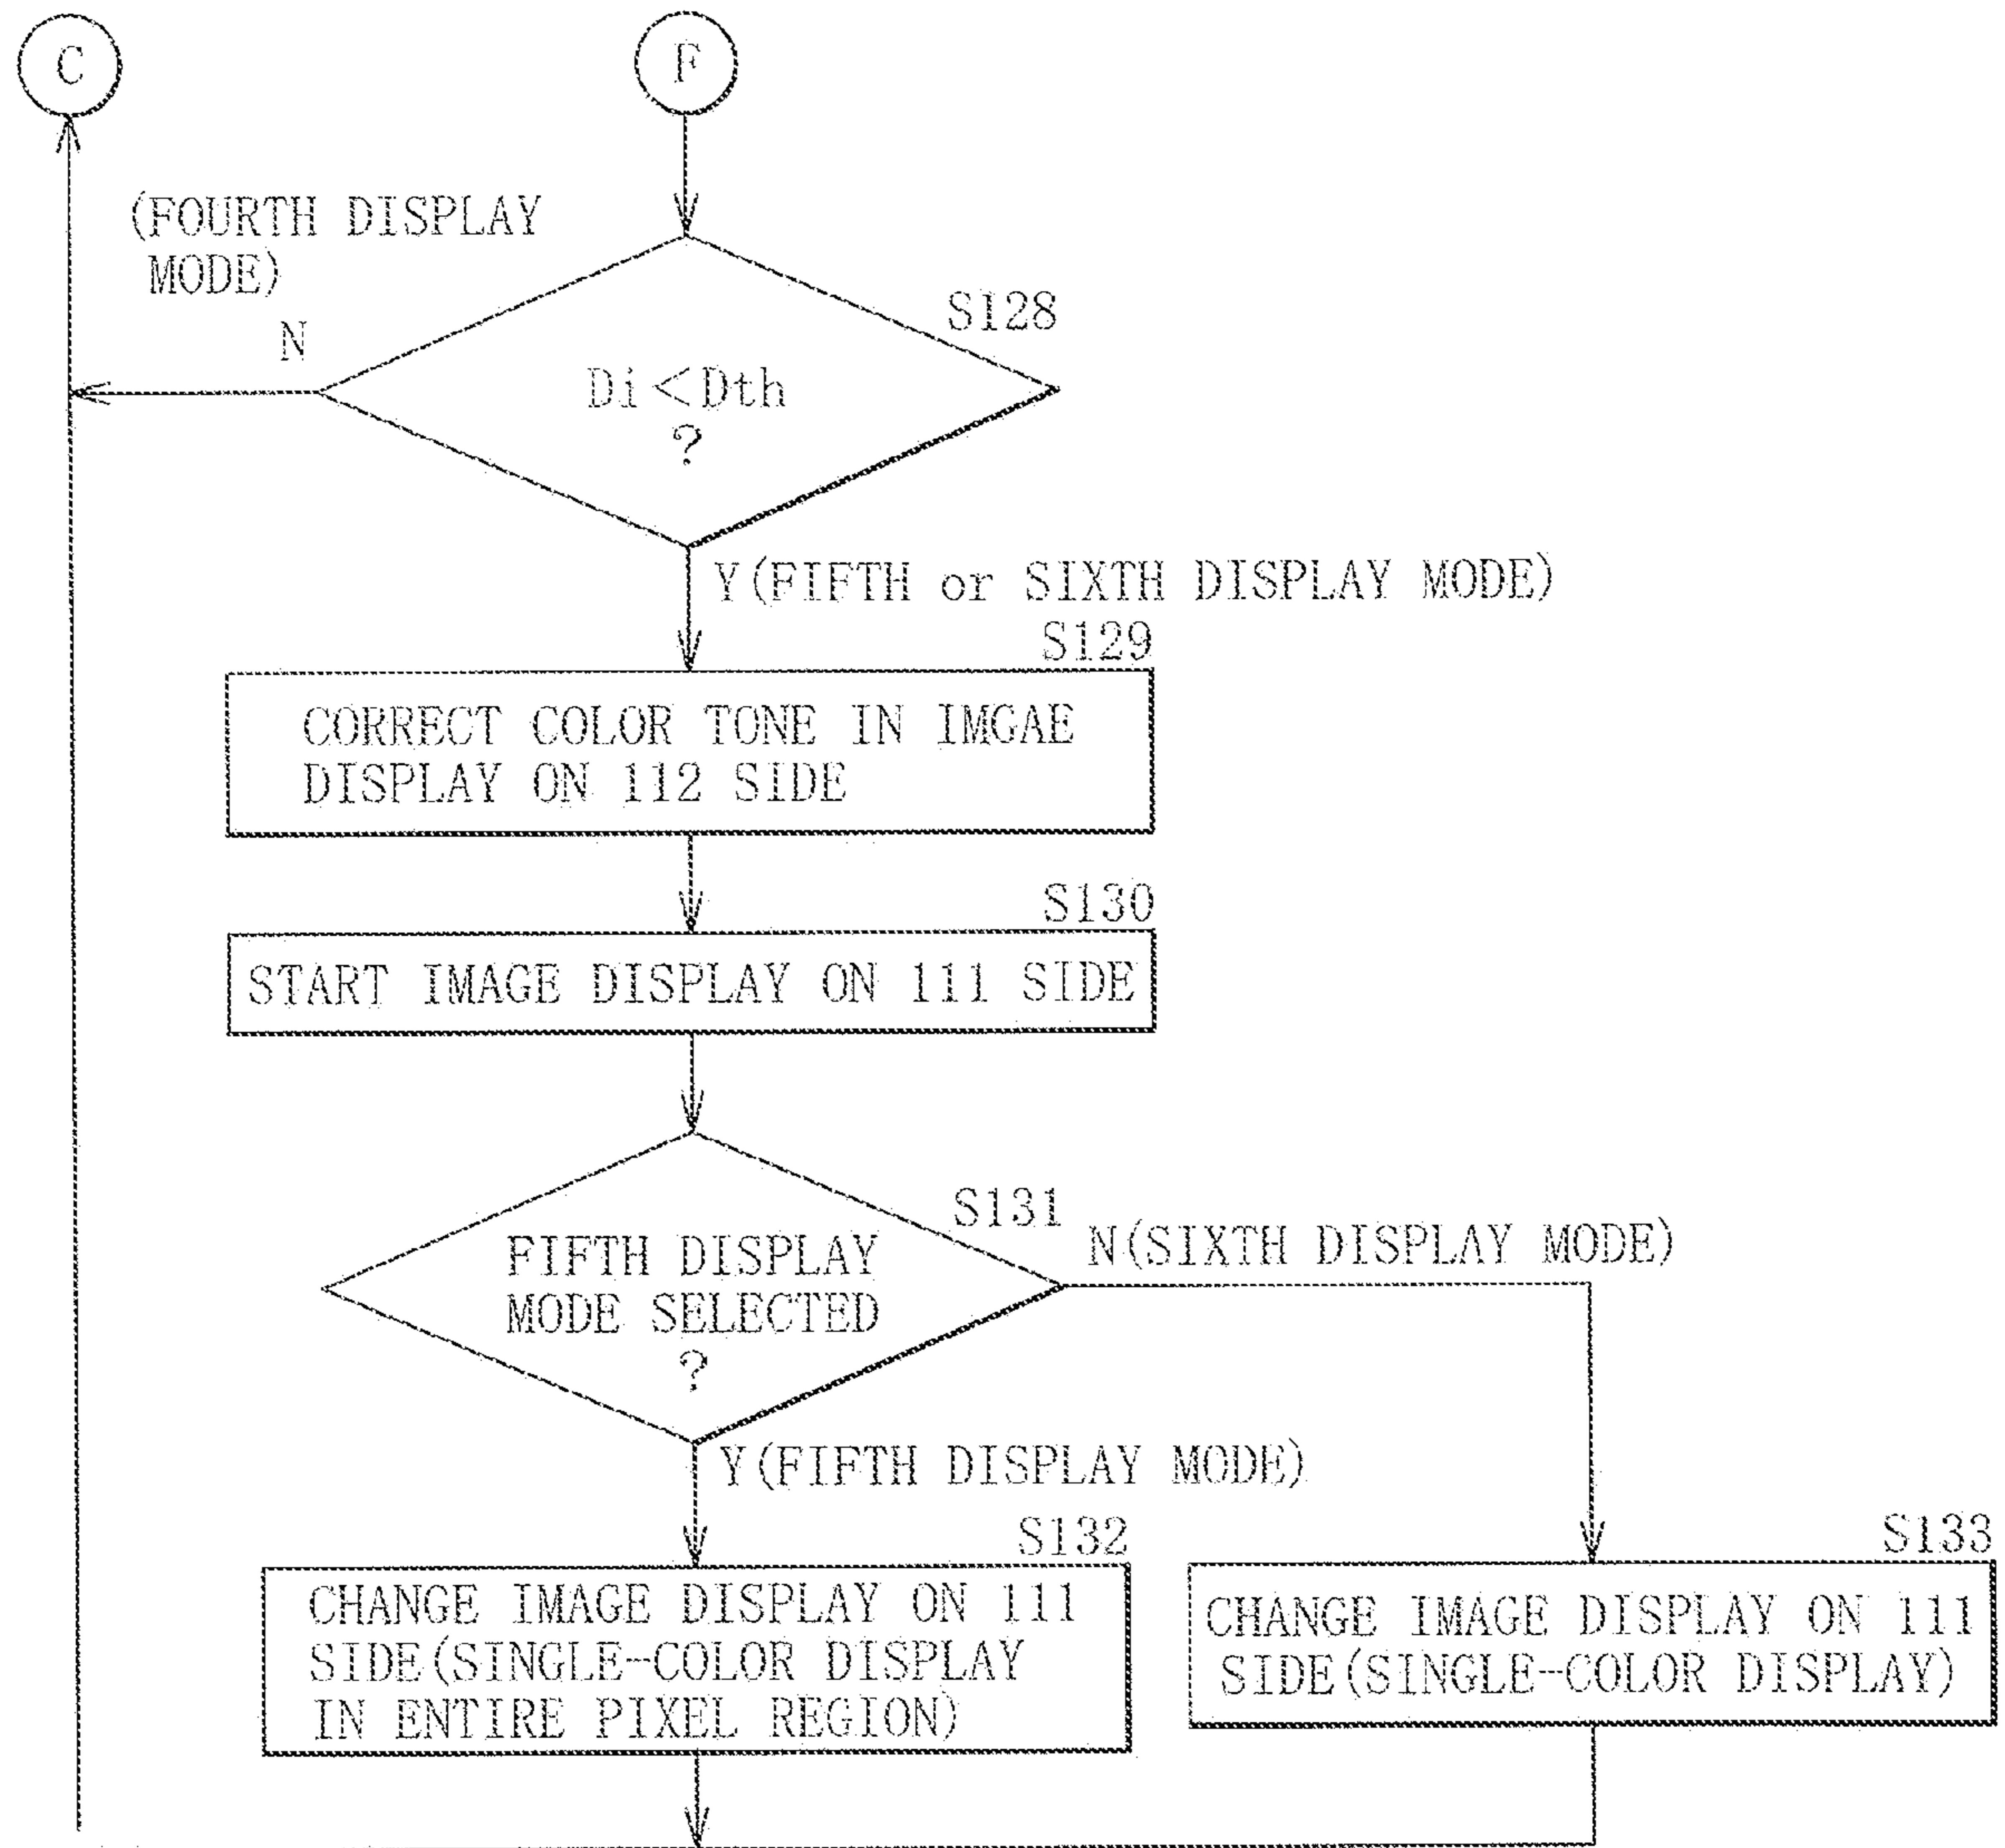 C
F
(FOURTH DISPLAY
MODE)
N
S128
Di<Dth
?
Y(FIFTH or SIXTH DISPLAY MODE)
S129
CORRECT COLOR TONE IN IMGAE
DISPLAY ON 112 SIDE
S130
START IMAGE DISPLAY ON 111 SIDE
S131
FIFTH DISPLAY
MODE SELECTED
?
N(SIXTH DISPLAY MODE)
Y(FIFTH DISPLAY MODE)
S132
CHANGE IMAGE DISPLAY ON 111
SIDE(SINGLE-COLOR DISPLAY
IN ENTIRE PIXEL REGION)
S133
CHANGE IMAGE DISPLAY ON 111
SIDE(SINGLE-COLOR DISPLAY)